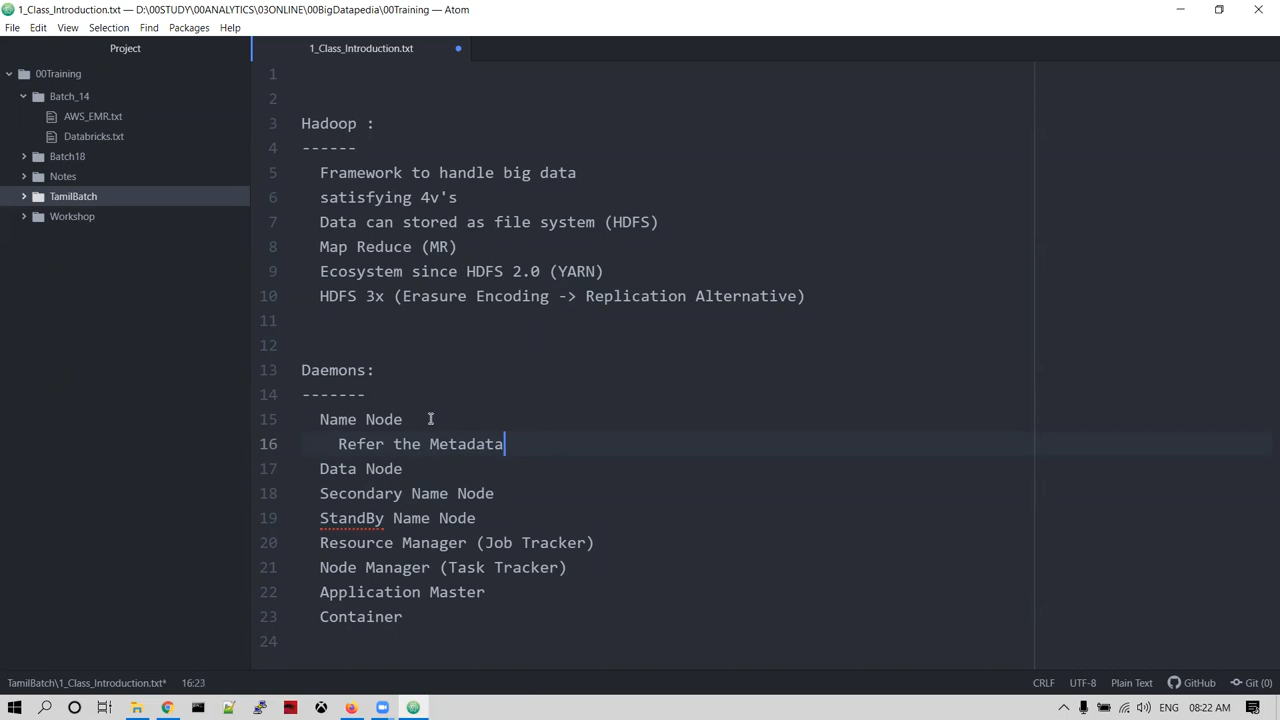 1_Class_Introduction.txt — D:\00STUDY\00ANALYTICS\03ONLINE\00BigDatapedia\00Training — Atom
File Edit View Selection Find Packages Help
Project
1_Class_Introduction.txt
00Training
Batch_14
AWS_EMR.txt
Databricks.txt
Batch18
Notes
TamilBatch
Workshop
1
2
3 Hadoop :
4 ------
5 Framework to handle big data
6 satisfying 4v's
7 Data can stored as file system (HDFS)
8 Map Reduce (MR)
9 Ecosystem since HDFS 2.0 (YARN)
10 HDFS 3x (Erasure Encoding -> Replication Alternative)
11
12
13 Daemons:
14 -------
15 Name Node
16 Refer the Metadata
17 Data Node
18 Secondary Name Node
19 StandBy Name Node
20 Resource Manager (Job Tracker)
21 Node Manager (Task Tracker)
22 Application Master
23 Container
24
TamilBatch\1_Class_Introduction.txt* 16:23 CRLF UTF-8 Plain Text GitHub Git (0)
ENG 08:22 AM